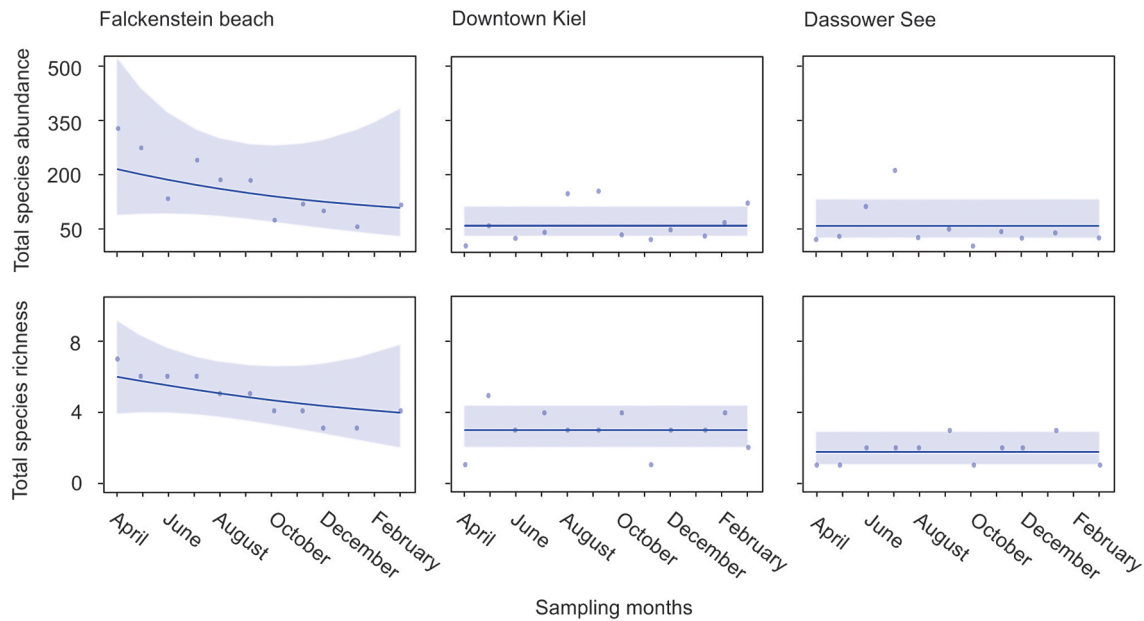 Falckenstein beach
Downtown Kiel
Dassower See
Total species abundance
500
350
200
50
Total species richness
8
4
0
April
June
August
October
December
February
April
June
August
October
December
February
April
June
August
October
December
February
Sampling months